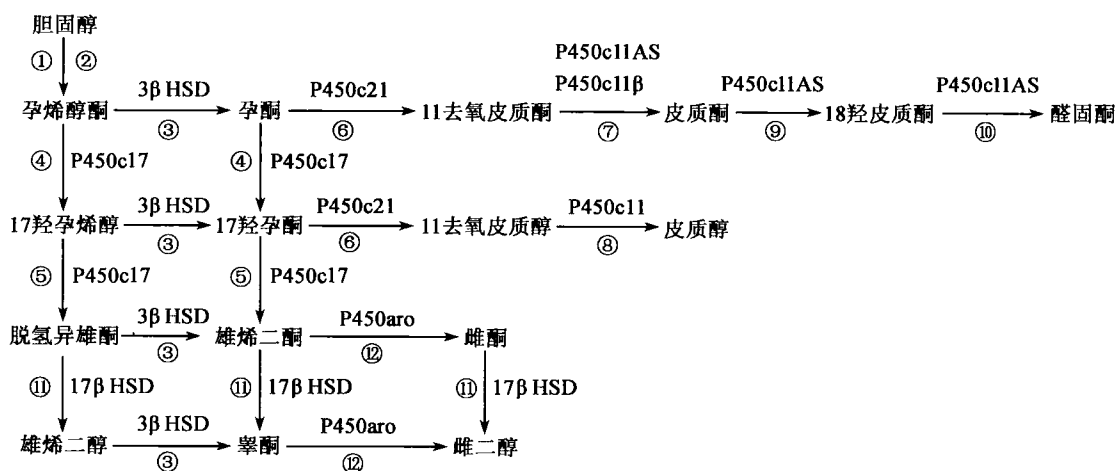 胆固醇
① ②
P450c11AS
3β HSD P450c21 P450c11β P450c11AS P450c11AS
孕烯醇酮 孕酮 11去氧皮质酮 皮质酮 18羟皮质酮 醛固酮
③ ⑥ ⑦ ⑨ ⑩
④ P450c17 ④ P450c17
3β HSD P450c21 P450c11
17羟孕烯醇 17羟孕酮 11去氧皮质醇 皮质醇
③ ⑥ ⑧
⑤ P450c17 ⑤ P450c17
3β HSD P450aro
脱氢异雄酮 雄烯二酮 雌酮
③ ⑫
⑪ 17β HSD ⑪ 17β HSD ⑪ 17β HSD
3β HSD P450aro
雄烯二醇 睾酮 雌二醇
③ ⑫